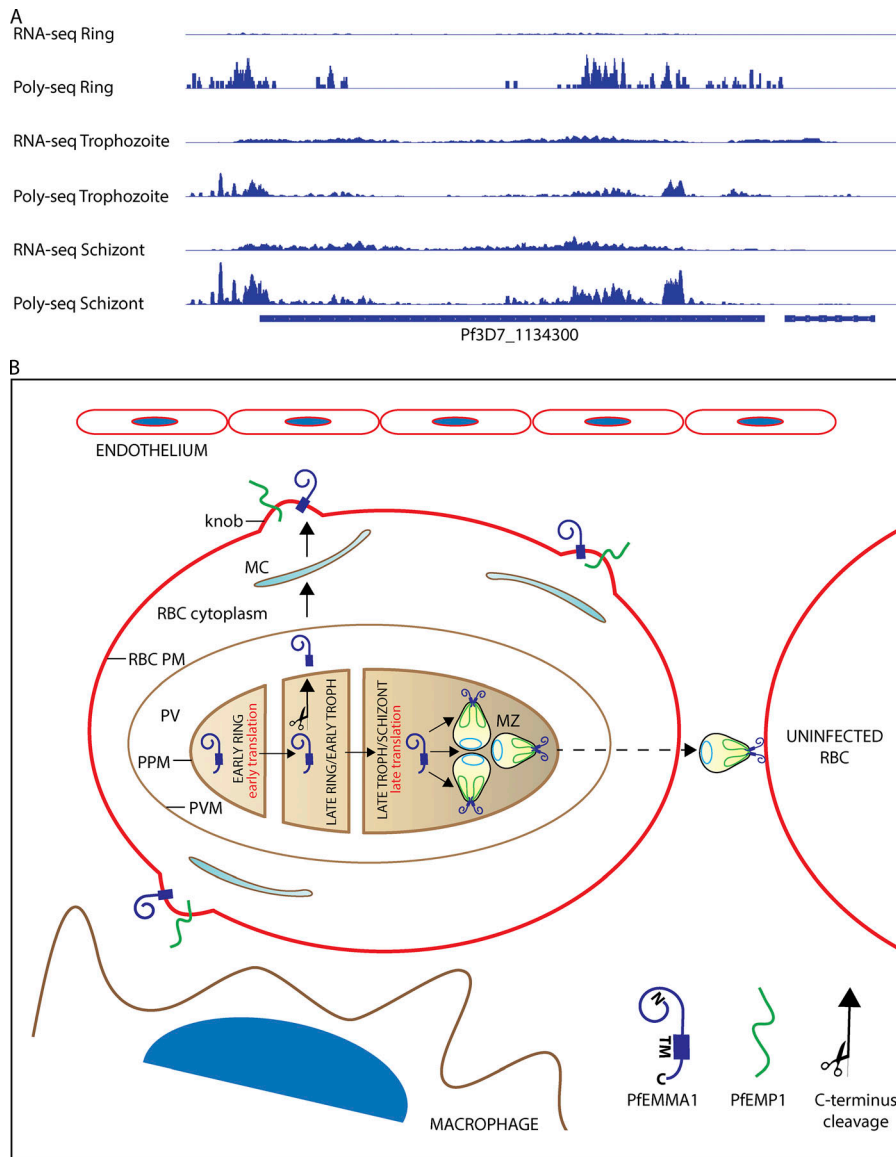 A
RNA-seq Ring
Poly-seq Ring
RNA-seq Trophozoite
Poly-seq Trophozoite
RNA-seq Schizont
Poly-seq Schizont
Pf3D7_1134300
B
ENDOTHELIUM
knob
MC
RBC cytoplasm
RBC PM
PV
PPM
PVM
EARLY RING
early translation
LATE RING/EARLY TROPH
LATE TROPH/SCHIZONT
late translation
MZ
UNINFECTED
RBC
MACROPHAGE
N
TM
C
PfEMMA1
PfEMP1
C-terminus
cleavage